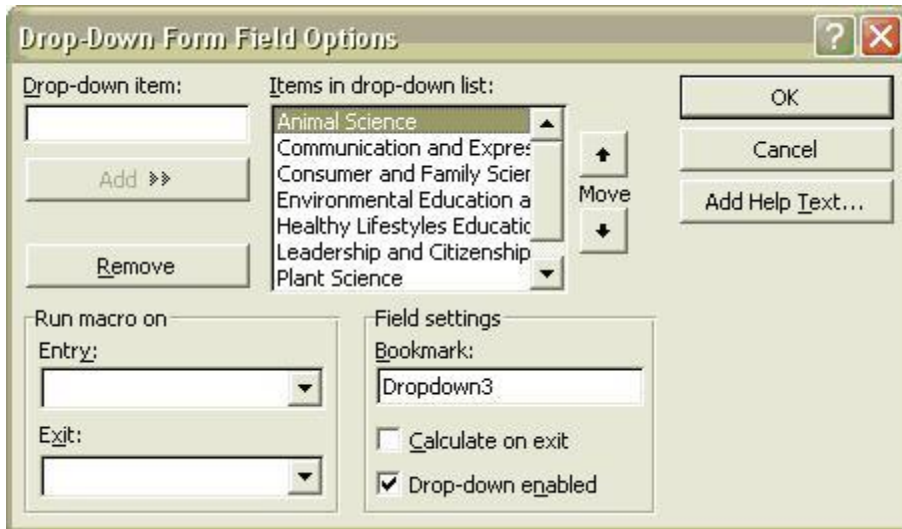 Drop-Down Form Field Options
Drop-down item:
Items in drop-down list:
OK
Animal Science
Communication and Expres
Cancel
Add
Consumer and Family Scier
Environmental Education a
Move
Add Help Text...
Healthy Lifestyles Educatic
Leadership and Citizenship
Remove
Plant Science
Run macro on
Field settings
Entry:
Bookmark:
Dropdown3
Exit:
Calculate on exit
Drop-down enabled